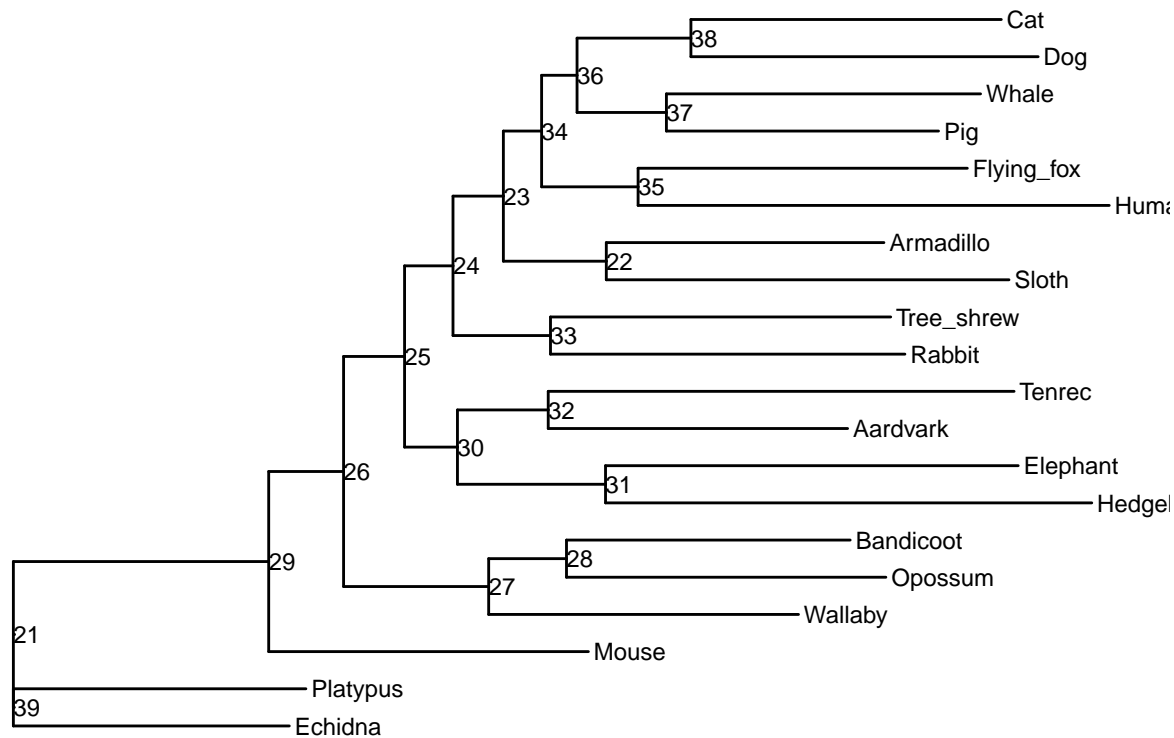 Cat
38
Dog
36
Whale
37
34
Pig
Flying_fox
35
23
Huma
Armadillo
22
24
Sloth
Tree_shrew
33
25
Rabbit
Tenrec
32
Aardvark
30
26
Elephant
31
Hedgel
Bandicoot
28
29
Opossum
27
Wallaby
21
Mouse
Platypus
39
Echidna